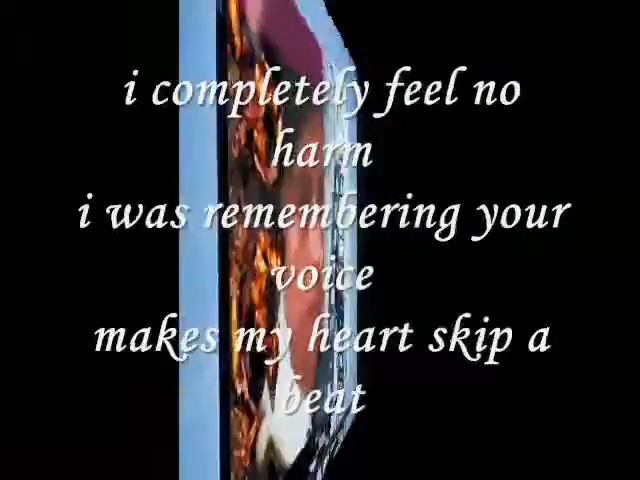 i completely feel no
harm
i was remembering your
voice
makes my heart skip a
beat